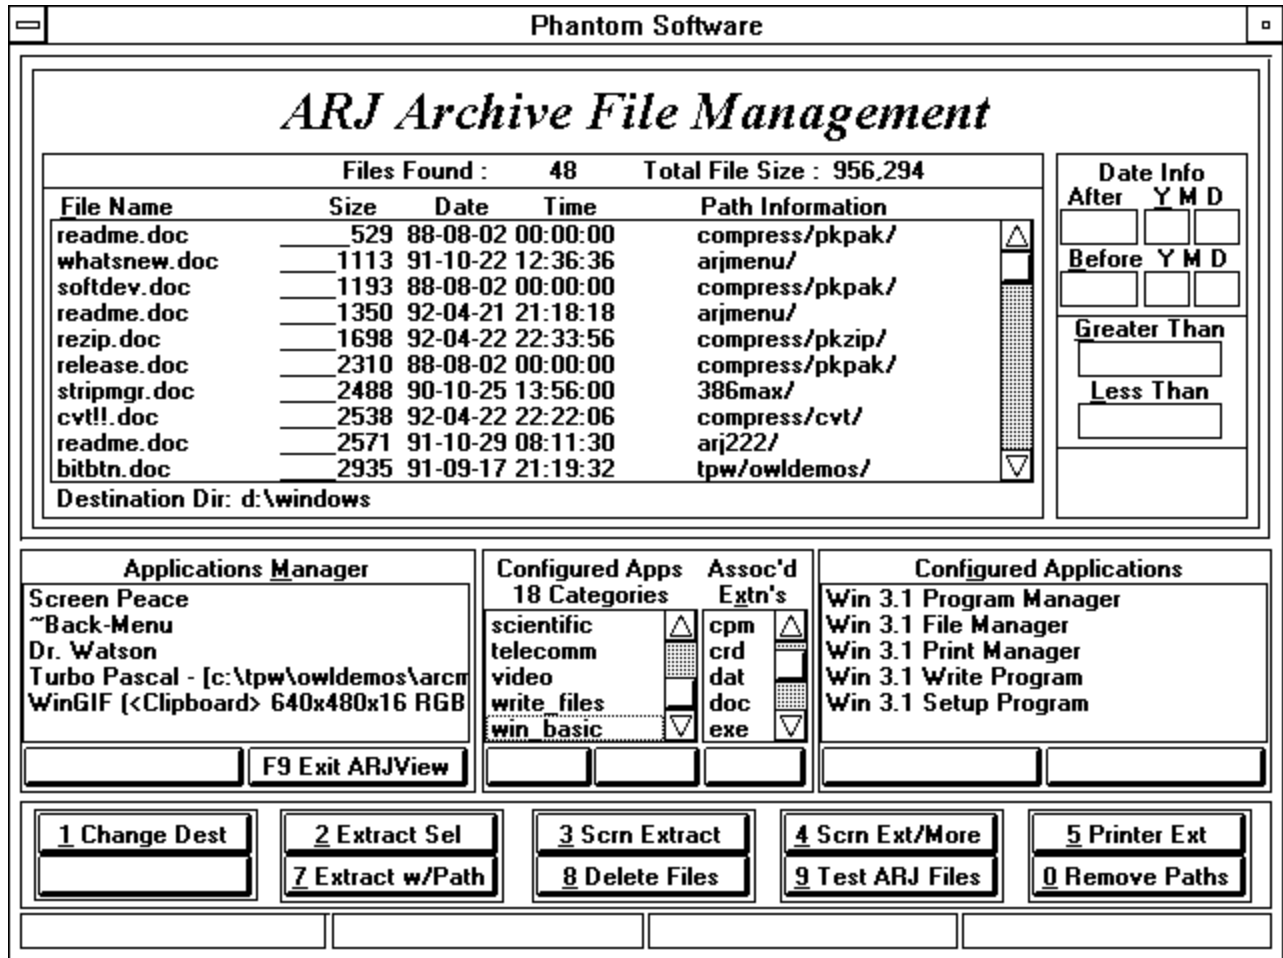 Phantom Software
ARJ Archive File Management
Files Found : 48 Total File Size : 956,294
File Name Size Date Time Path Information
readme.doc _____529 88-08-02 00:00:00 compress/pkpak/
whatsnew.doc ____1113 91-10-22 12:36:36 arjmenu/
softdev.doc ____1193 88-08-02 00:00:00 compress/pkpak/
readme.doc ____1350 92-04-21 21:18:18 arjmenu/
rezip.doc ____1698 92-04-22 22:33:56 compress/pkzip/
release.doc ____2310 88-08-02 00:00:00 compress/pkpak/
stripmgr.doc ____2488 90-10-25 13:56:00 386max/
cvt!!.doc ____2538 92-04-22 22:22:06 compress/cvt/
readme.doc ____2571 91-10-29 08:11:30 arj222/
bitbtn.doc ____2935 91-09-17 21:19:32 tpw/owldemos/
Destination Dir: d:\windows
Date Info
After Y M D
Before Y M D
Greater Than
Less Than
Applications Manager
Screen Peace
~Back-Menu
Dr. Watson
Turbo Pascal - [c:\tpw\owldemos\arcm
WinGIF (<Clipboard> 640x480x16 RGB
F9 Exit ARJView
Configured Apps
18 Categories
scientific
telecomm
video
write_files
win_basic
Assoc'd
Extn's
cpm
crd
dat
doc
exe
Configured Applications
Win 3.1 Program Manager
Win 3.1 File Manager
Win 3.1 Print Manager
Win 3.1 Write Program
Win 3.1 Setup Program
1 Change Dest 2 Extract Sel 3 Scrn Extract 4 Scrn Ext/More 5 Printer Ext
7 Extract w/Path 8 Delete Files 9 Test ARJ Files 0 Remove Paths